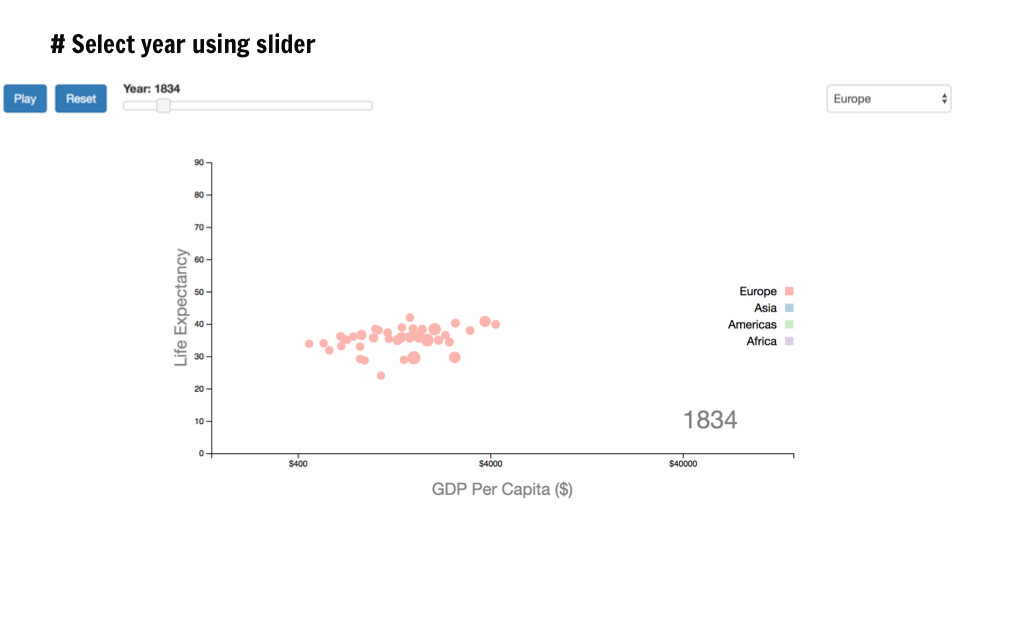 # Select year using slider
Play
Reset
Year: 1834
Europe
90
80
70
60
50
40
30
20
10
0
Life Expectancy
$400
$4000
$40000
GDP Per Capita ($)
Europe
Asia
Americas
Africa
1834